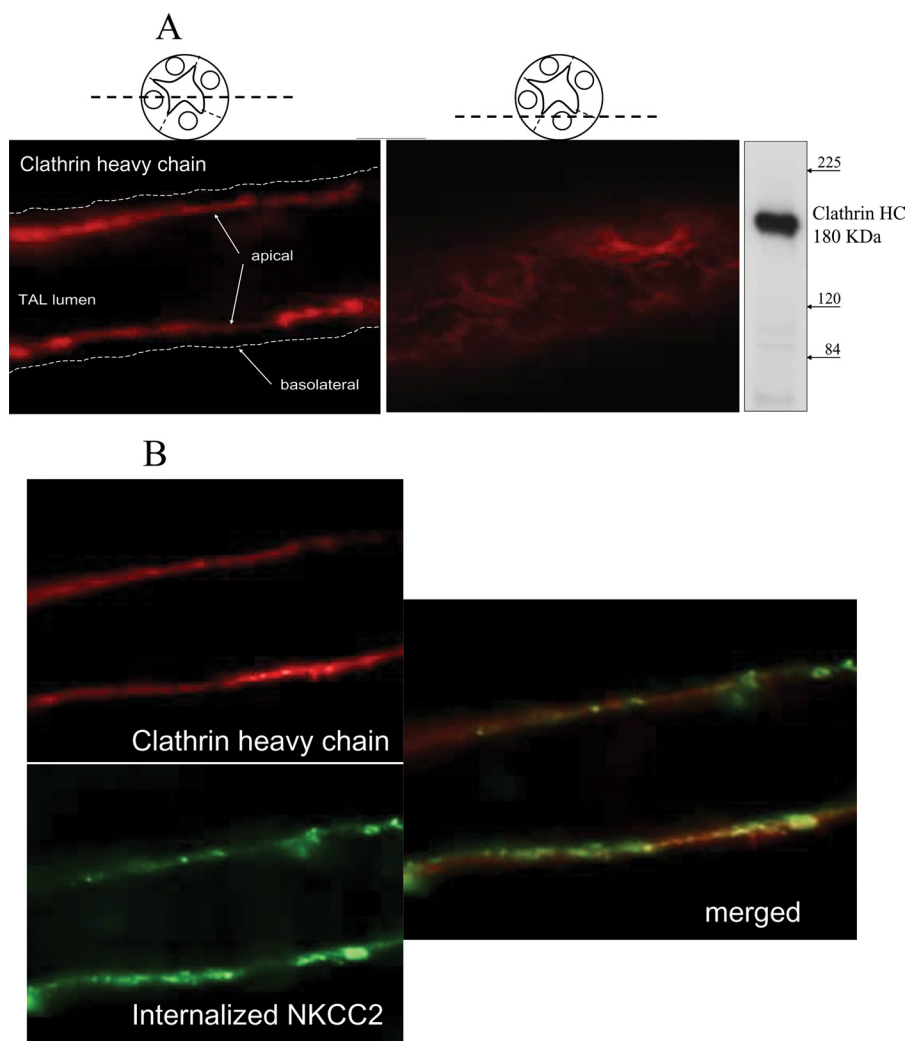 A
Clathrin heavy chain
apical
TAL lumen
basolateral
225
Clathrin HC
180 KDa
120
84
B
Clathrin heavy chain
Internalized NKCC2
merged